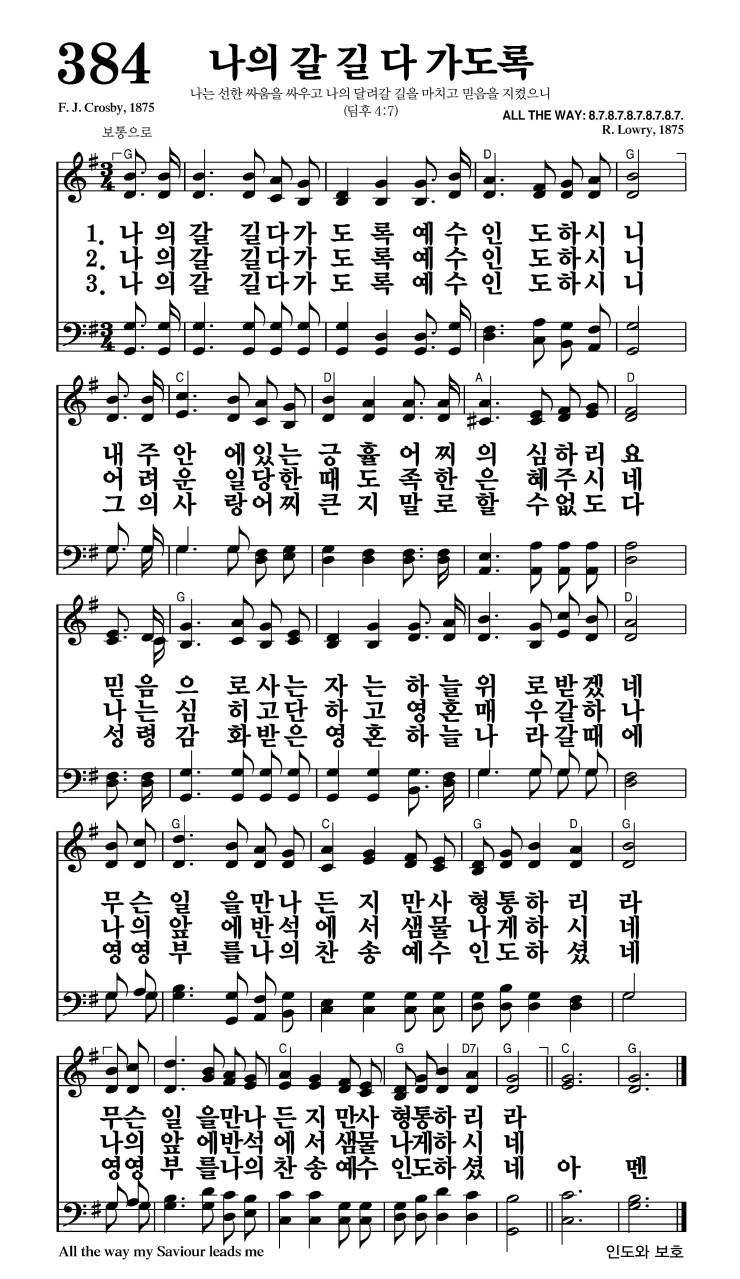 384 나의 갈 길 다 가도록
나는 선한 싸움을 싸우고 나의 달려갈 길을 마치고 믿음을 지켰으니
(딤후 4:7)
F. J. Crosby, 1875
ALL THE WAY: 8.7.8.7.8.7.8.7.8.7.
R. Lowry, 1875
보통으로
G D G
1. 나 의 갈 길다가 도 록 예 수 인 도하시 니
2. 나 의 갈 길다가 도 록 예 수 인 도하시 니
3. 나 의 갈 길다가 도 록 예 수 인 도하시 니
C D A D
내 주 안 에있는 긍 휼 어 찌 의 심하리 요
어 려 운 일당한 때 도 족 한 은 혜주시 네
그 의 사 랑어찌 큰 지 말 로 할 수없도 다
G D
믿 음 으 로사는 자 는 하 늘 위 로받겠 네
나 는 심 히고단 하 고 영 혼 매 우갈하 나
성 령 감 화받은 영 혼 하 늘 나 라갈때 에
G C G D G
무 슨 일 을만나 든 지 만사 형통하 리 라
나 의 앞 에반석 에 서 샘물 나게하 시 네
영 영 부 를나의 찬 송 예수 인도하 셨 네
C G D7 G C G
무슨 일 을만나 든 지 만사 형통하 리 라
나의 앞 에반석 에 서 샘물 나게하 시 네
영영 부 를나의 찬 송 예수 인도하 셨 네 아 멘
All the way my Saviour leads me
인도와 보호